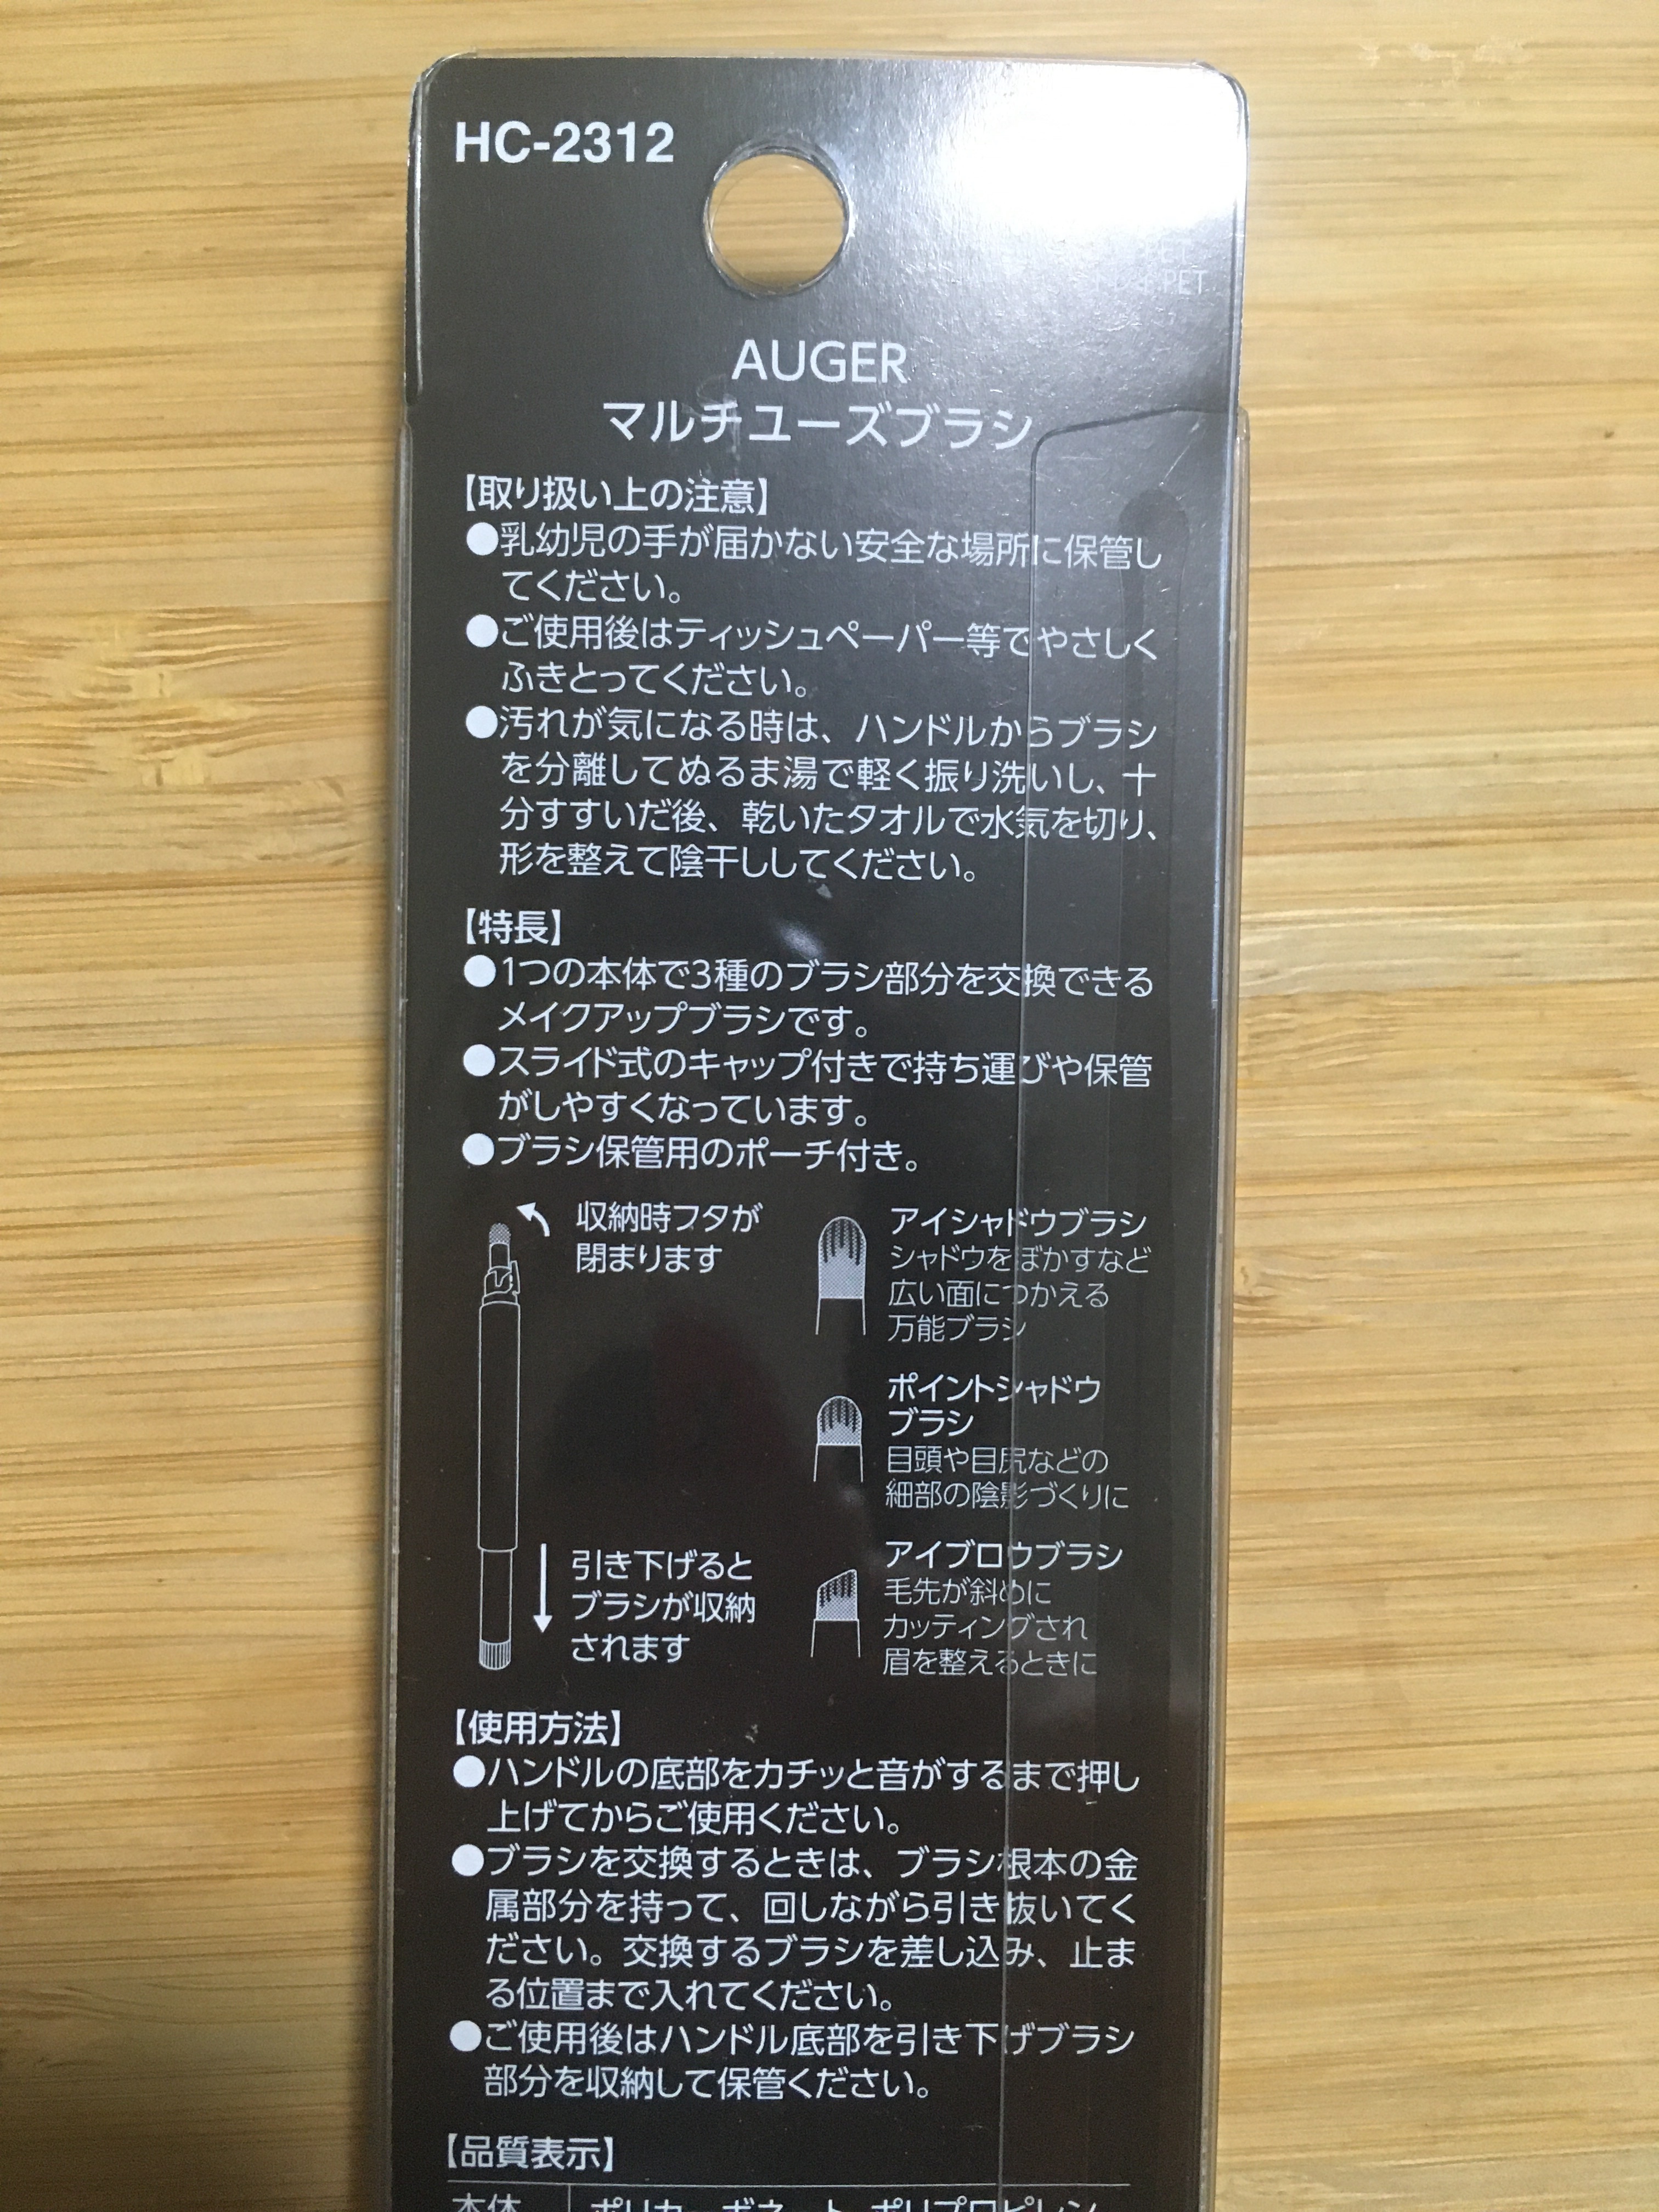 HC-2312
PET
PET
AUGER
マルチユーズブラシ
【取り扱い上の注意】
●乳幼児の手が届かない安全な場所に保管し
てください。
●ご使用後はティッシュペーパー等でやさしく
ふきとってください。
●汚れが気になる時は、ハンドルからブラシ
を分離してぬるま湯で軽く振り洗いし、十
分すすいだ後、乾いたタオルで水気を切り、
形を整えて陰干ししてください。
【特長】
●1つの本体で3種のブラシ部分を交換できる
メイクアップブラシです。
●スライド式のキャップ付きで持ち運びや保管
がしやすくなっています。
●ブラシ保管用のポーチ付き。
収納時フタが
閉まります
引き下げると
ブラシが収納
されます
アイシャドウブラシ
シャドウをぼかすなど
広い面につかえる
万能ブラシ
ポイントシャドウ
ブラシ
目頭や目尻などの
細部の陰影づくりに
アイブロウブラシ
毛先が斜めに
カッティングされ
眉を整えるときに
【使用方法】
●ハンドルの底部をカチッと音がするまで押し
上げてからご使用ください。
●ブラシを交換するときは、ブラシ根本の金
属部分を持って、回しながら引き抜いてく
ださい。交換するブラシを差し込み、止ま
る位置まで入れてください。
●ご使用後はハンドル底部を引き下げブラシ
部分を収納して保管ください。
【品質表示】
本体 ポリカーボネート、ポリプロピレン